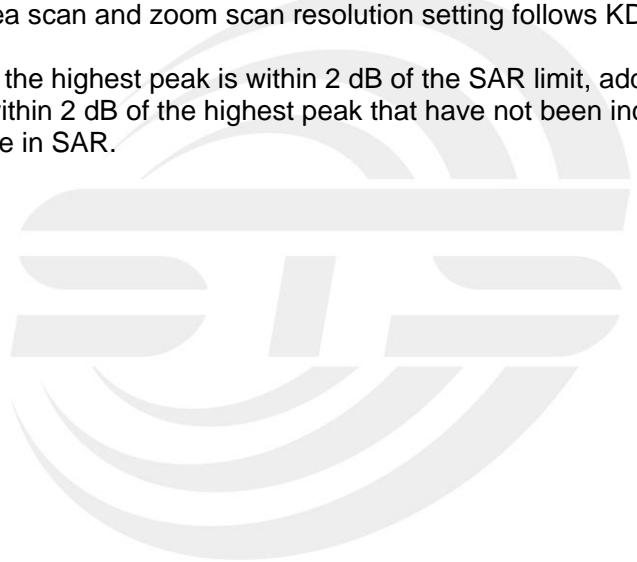 ea scan and zoom scan resolution setting follows KD
the highest peak is within 2 dB of the SAR limit, add
ithin 2 dB of the highest peak that have not been inc
e in SAR.
STS